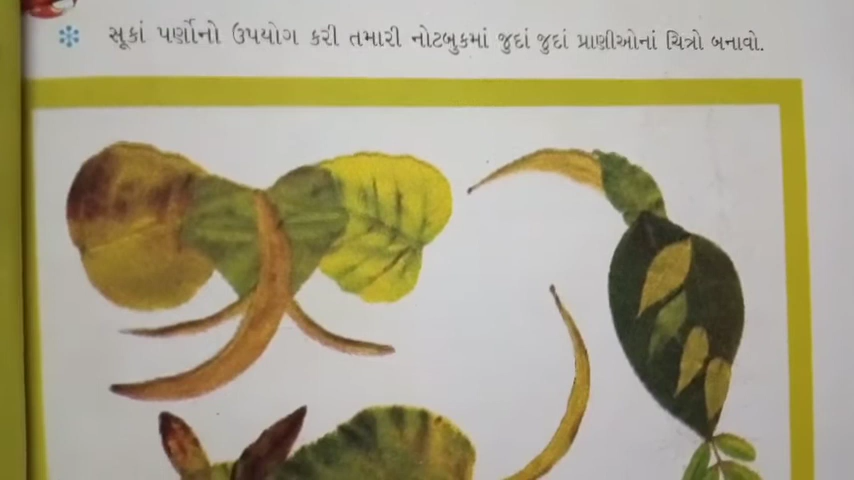 સૂકાં પર્ણોનો ઉપયોગ કરી તમારી નોટબુકમાં જુદાં જુદાં પ્રાણીઓનાં ચિત્રો બનાવો.